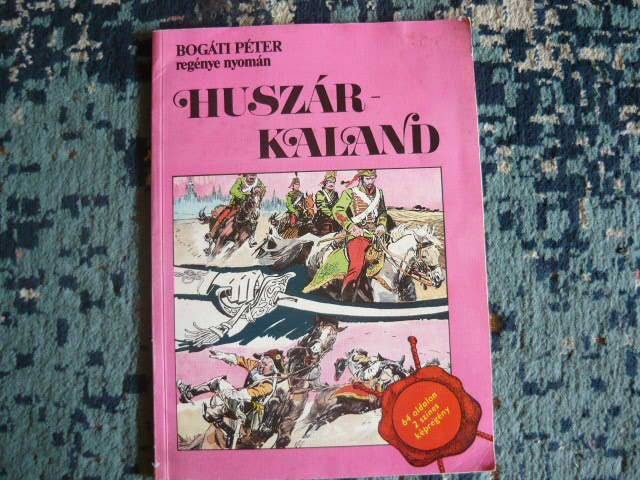 BOGÁTI PÉTER
regénye nyomán
HUSZÁR-
KALAND
64 oldalon
2 színes
képregény